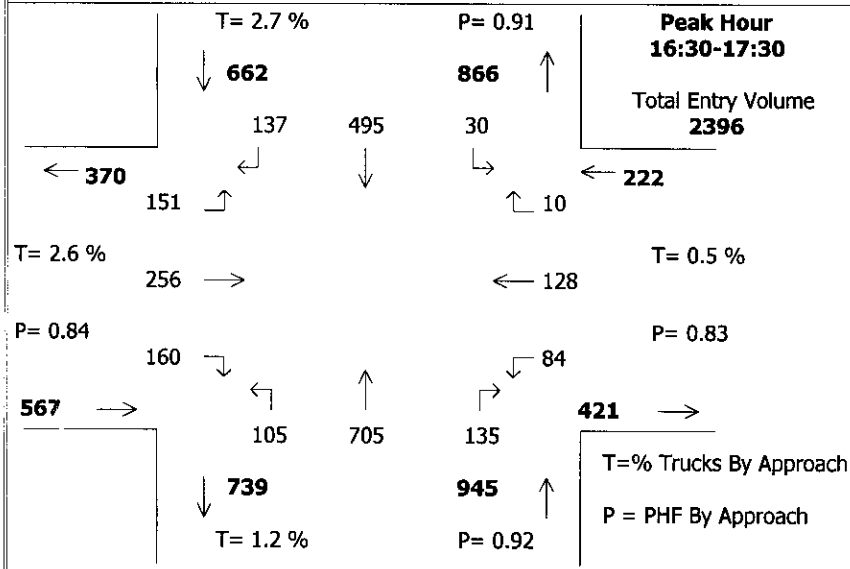 T= 2.7 %
P= 0.91
Peak Hour
16:30-17:30
662
866
Total Entry Volume
2396
137
495
30
370
222
151
10
T= 2.6 %
256
128
T= 0.5 %
P= 0.84
P= 0.83
160
84
567
421
105
705
135
T=% Trucks By Approach
739
945
P = PHF By Approach
T= 1.2 %
P= 0.92